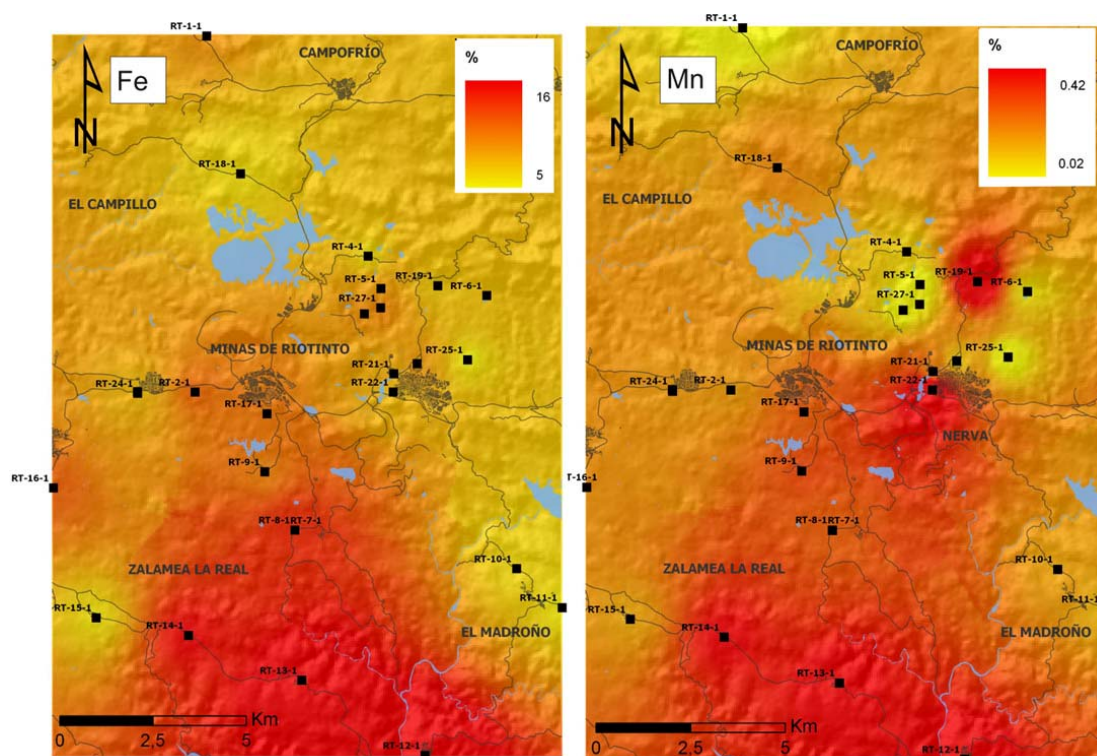 RT-1-1
CAMPOFRÍO
%
Fe
16
5
N
RT-18-1
EL CAMPILLO
RT-4-1
RT-5-1
RT-19-1
RT-6-1
RT-27-1
MINAS DE RIOTINTO
RT-21-1
RT-25-1
RT-24-1
RT-2-1
RT-22-1
RT-17-1
RT-9-1
RT-16-1
RT-8-1
RT-7-1
ZALAMEA LA REAL
RT-10-1
RT-11-1
RT-15-1
RT-14-1
EL MADROÑO
RT-13-1
RT-12-1
Km
0
2,5
5
RT-1-1
CAMPOFRÍO
%
Mn
0.42
0.02
N
RT-18-1
EL CAMPILLO
RT-4-1
RT-5-1
RT-19-1
RT-6-1
RT-27-1
MINAS DE RIOTINTO
RT-21-1
RT-25-1
RT-24-1
RT-2-1
RT-22-1
RT-17-1
NERVA
RT-9-1
T-16-1
RT-8-1
RT-7-1
ZALAMEA LA REAL
RT-10-1
RT-11-1
RT-15-1
RT-14-1
EL MADROÑO
RT-13-1
RT-12-1
Km
0
2,5
5